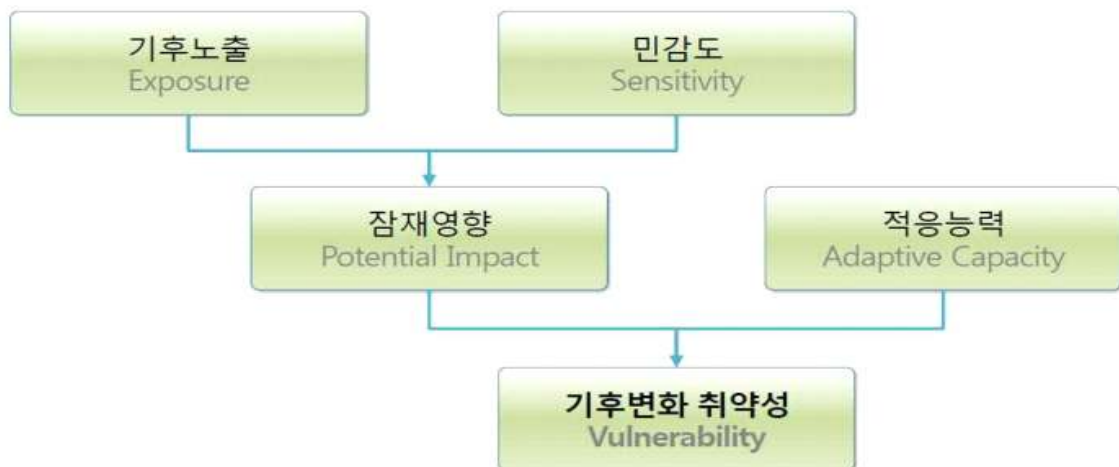 기후노출
Exposure
민감도
Sensitivity
잠재영향
Potential Impact
적응능력
Adaptive Capacity
기후변화 취약성
Vulnerability